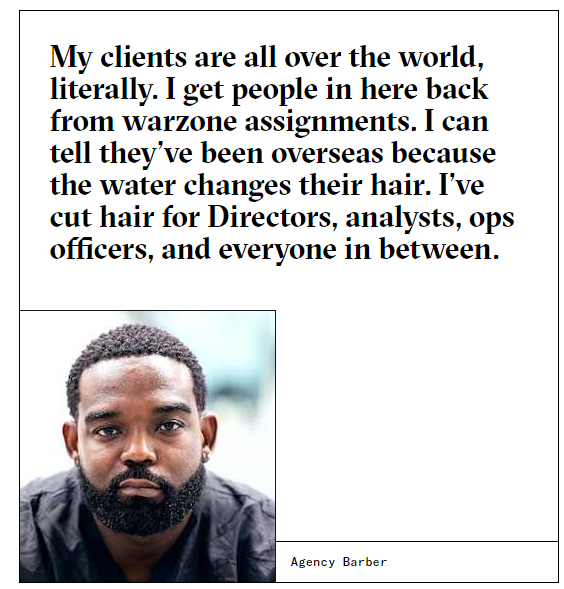 My clients are all over the world,
literally. I get people in here back
from warzone assignments. I can
tell they’ve been overseas because
the water changes their hair. I’ve
cut hair for Directors, analysts, ops
officers, and everyone in between.
Agency Barber